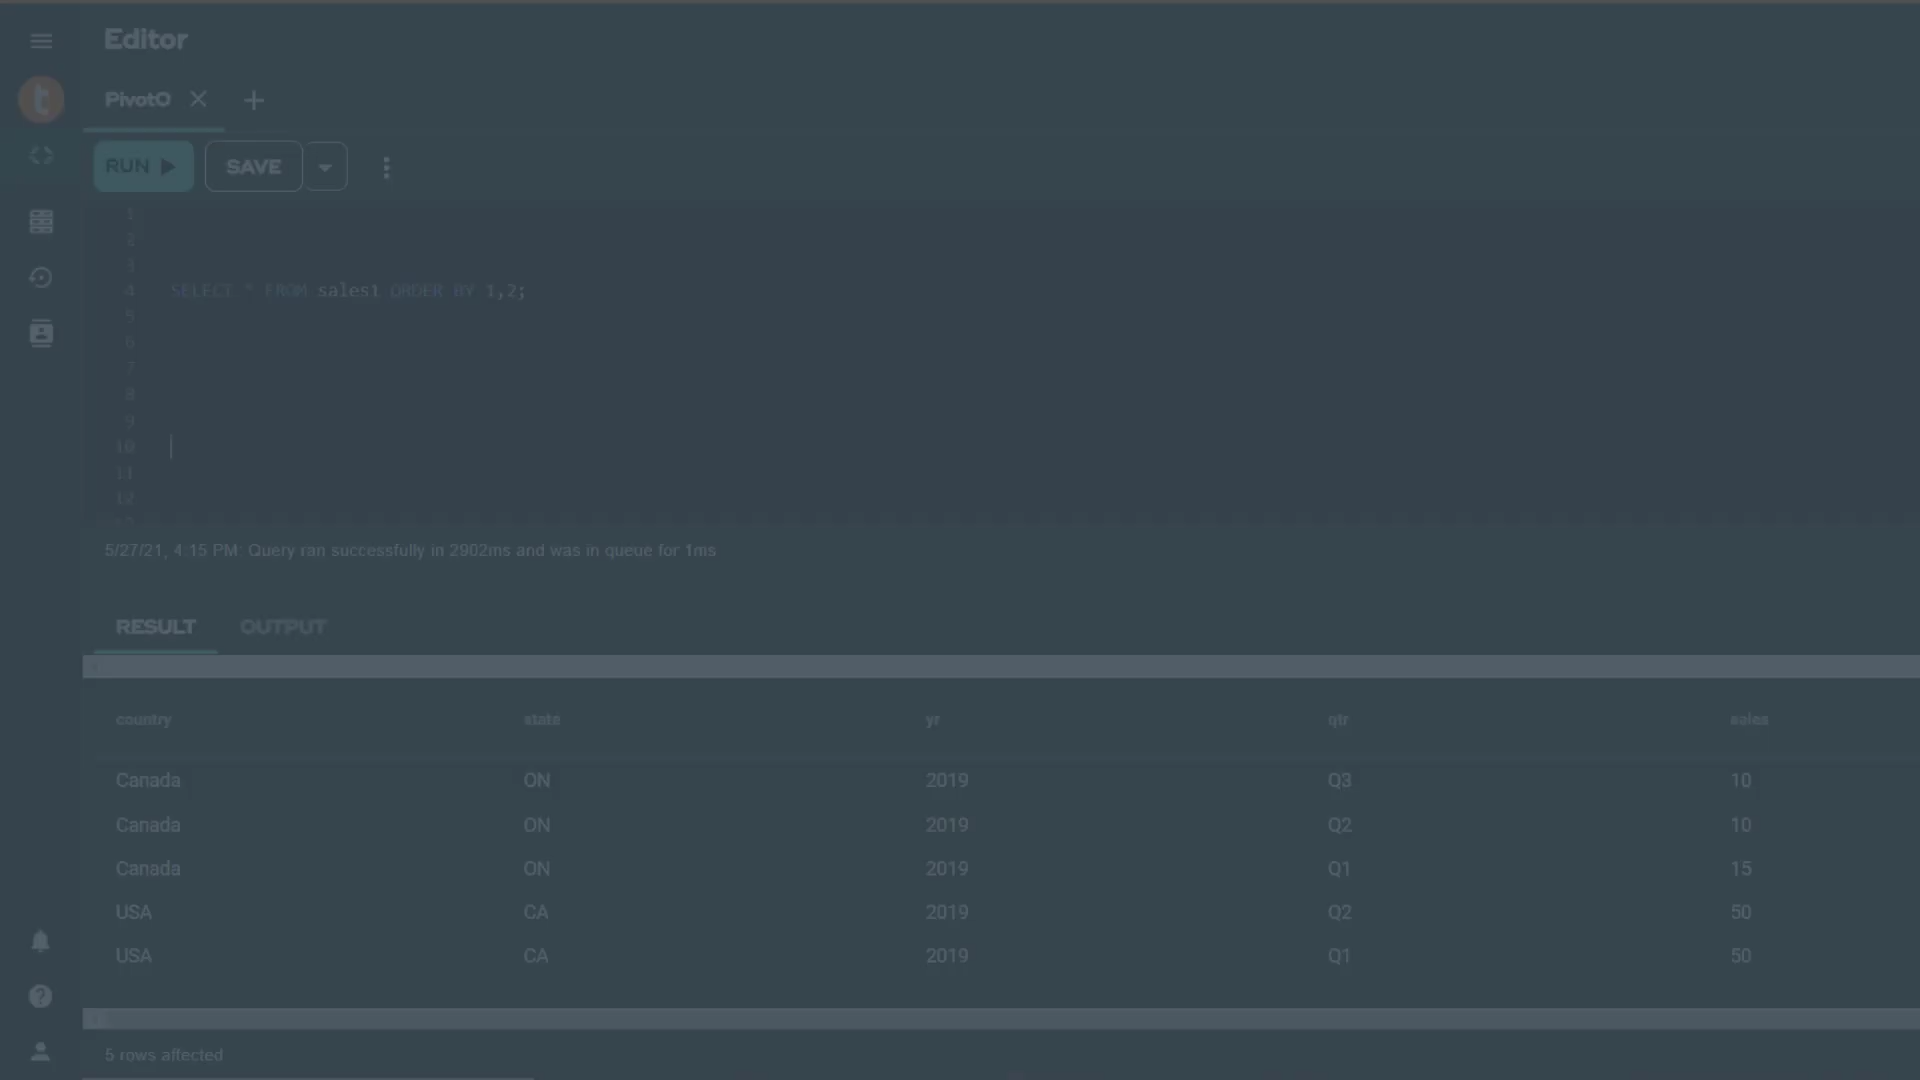 Editor
t
PivotO
RUN SAVE
1
2
3
4 SELECT * FROM sales1 ORDER BY 1,2;
5
6
7
8
9
10
11
12
5/27/21, 4:15 PM: Query ran successfully in 2902ms and was in queue for 1ms
RESULT OUTPUT
country state yr qtr sales
Canada ON 2019 Q3 10
Canada ON 2019 Q2 10
Canada ON 2019 Q1 15
USA CA 2019 Q2 50
USA CA 2019 Q1 50
5 rows affected